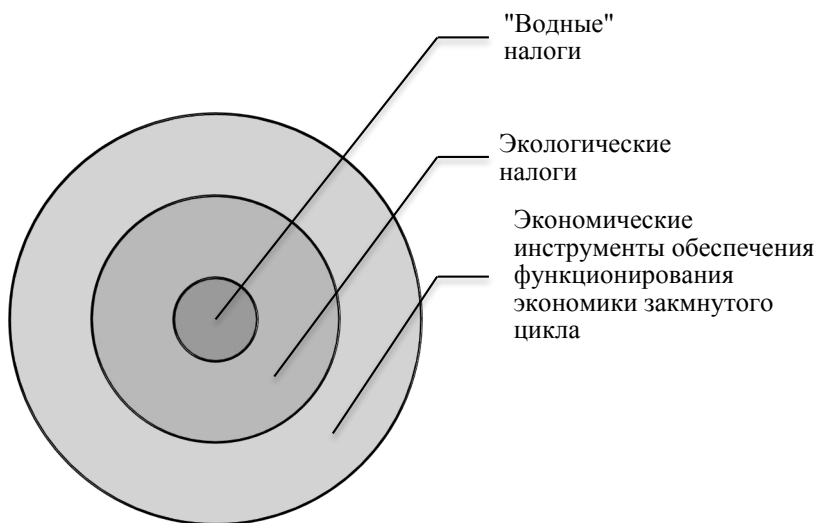 "Водные"
налоги
Экологические
налоги
Экономические
инструменты обеспечения
функционирования
экономики закмнутого
цикла